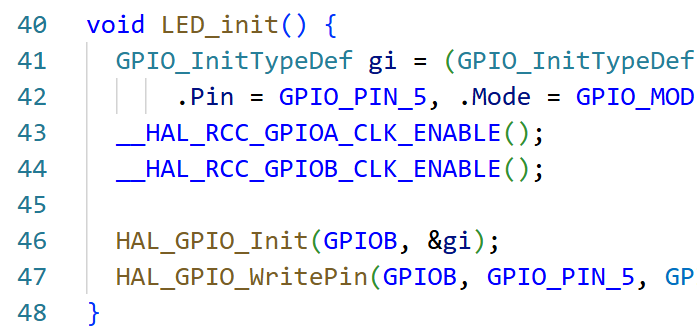 40 void LED_init() {
41 GPIO_InitTypeDef gi = (GPIO_InitTypeDef
42 .Pin = GPIO_PIN_5, .Mode = GPIO_MOD
43 __HAL_RCC_GPIOA_CLK_ENABLE();
44 __HAL_RCC_GPIOB_CLK_ENABLE();
45
46 HAL_GPIO_Init(GPIOB, &gi);
47 HAL_GPIO_WritePin(GPIOB, GPIO_PIN_5, GP
48 }